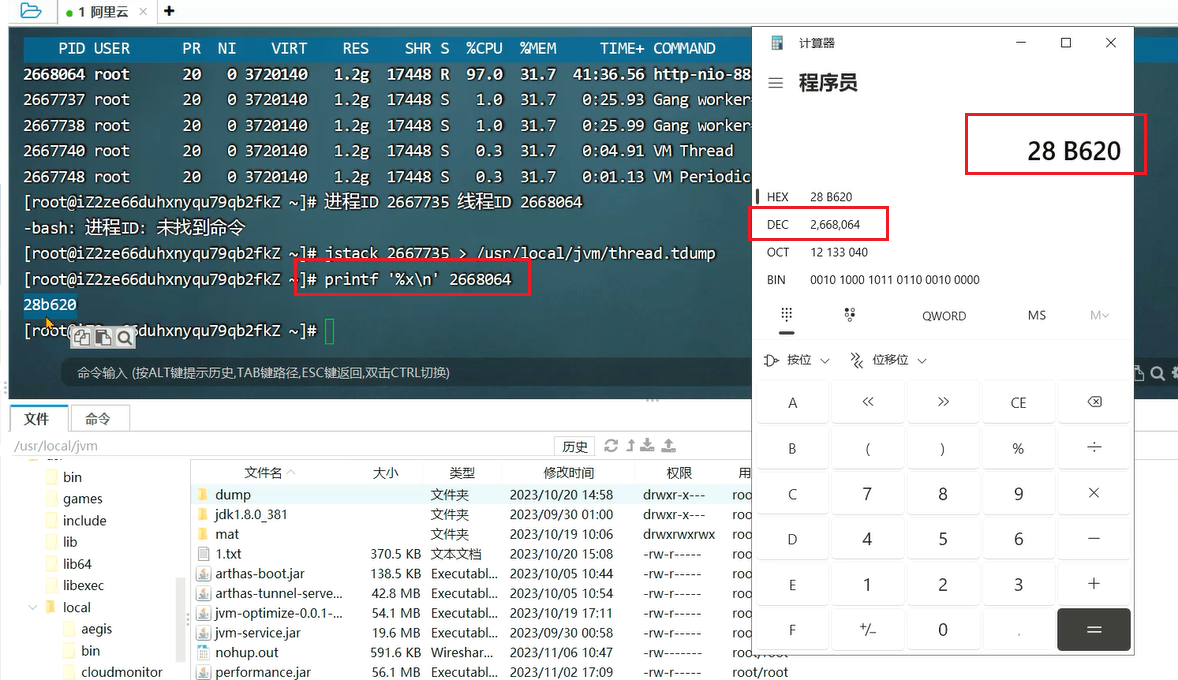 1 阿里云
PID USER PR NI VIRT RES SHR S %CPU %MEM TIME+ COMMAND
2668064 root 20 0 3720140 1.2g 17448 R 97.0 31.7 41:36.56 http-nio-88
2667737 root 20 0 3720140 1.2g 17448 S 1.0 31.7 0:25.93 Gang worker
2667738 root 20 0 3720140 1.2g 17448 S 1.0 31.7 0:25.99 Gang worker
2667740 root 20 0 3720140 1.2g 17448 S 0.3 31.7 0:04.91 VM Thread
2667748 root 20 0 3720140 1.2g 17448 S 0.3 31.7 0:01.13 VM Periodic
[root@iZ2ze66duhxnyqu79qb2fkZ ~]# 进程ID 2667735 线程ID 2668064
-bash: 进程ID: 未找到命令
[root@iZ2ze66duhxnyqu79qb2fkZ ~]# jstack 2667735 > /usr/local/jvm/thread.tdump
[root@iZ2ze66duhxnyqu79qb2fkZ ~]# printf '%x\n' 2668064
28b620
[root@iZ2ze66duhxnyqu79qb2fkZ ~]#
命令输入 (按ALT键提示历史,TAB键路径,ESC键返回,双击CTRL切换)
文件 命令
/usr/local/jvm 历史
bin
games
include
lib
lib64
libexec
local
aegis
bin
cloudmonitor
文件名 大小 类型 修改时间 权限 用
dump 文件夹 2023/10/20 14:58 drwxr-x--- roo
jdk1.8.0_381 文件夹 2023/09/30 01:00 drwxr-x--- roo
mat 文件夹 2023/10/19 10:06 drwxrwxrwx roo
1.txt 370.5 KB 文本文档 2023/10/20 15:08 -rw-r----- roo
arthas-boot.jar 138.5 KB Executabl... 2023/10/05 10:44 -rw-r----- roo
arthas-tunnel-serve... 42.8 MB Executabl... 2023/10/05 10:54 -rw-r----- roo
jvm-optimize-0.0.1-... 54.1 MB Executabl... 2023/10/19 17:11 -rw-r----- roo
jvm-service.jar 19.6 MB Executabl... 2023/09/30 00:58 -rw-r----- roo
nohup.out 591.6 KB Wireshar... 2023/11/06 10:47 -rw------- root/root
performance.jar 56.1 MB Executabl... 2023/11/02 17:09 -rw-r----- root/root
计算器
程序员
28 B620
HEX 28 B620
DEC 2,668,064
OCT 12 133 040
BIN 0010 1000 1011 0110 0010 0000
QWORD MS M
按位 位移位
A << >> CE
B ( ) % ÷
C 7 8 9 ×
D 4 5 6 −
E 1 2 3 +
F +/− 0 . =